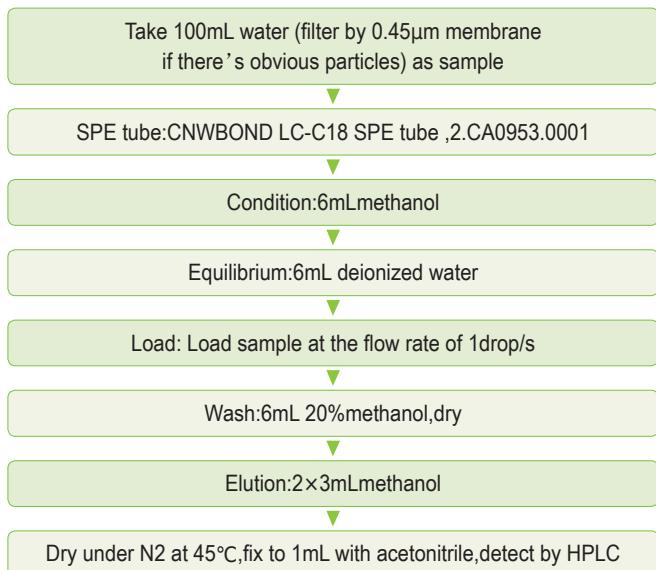 Take 100mL water (filter by 0.45μm membrane
if there's obvious particles) as sample
SPE tube:CNWBOND LC-C18 SPE tube ,2.CA0953.0001
Condition:6mLmethanol
Equilibrium:6mL deionized water
Load: Load sample at the flow rate of 1drop/s
Wash:6mL 20%methanol,dry
Elution:2×3mLmethanol
Dry under N2 at 45℃,fix to 1mL with acetonitrile,detect by HPLC